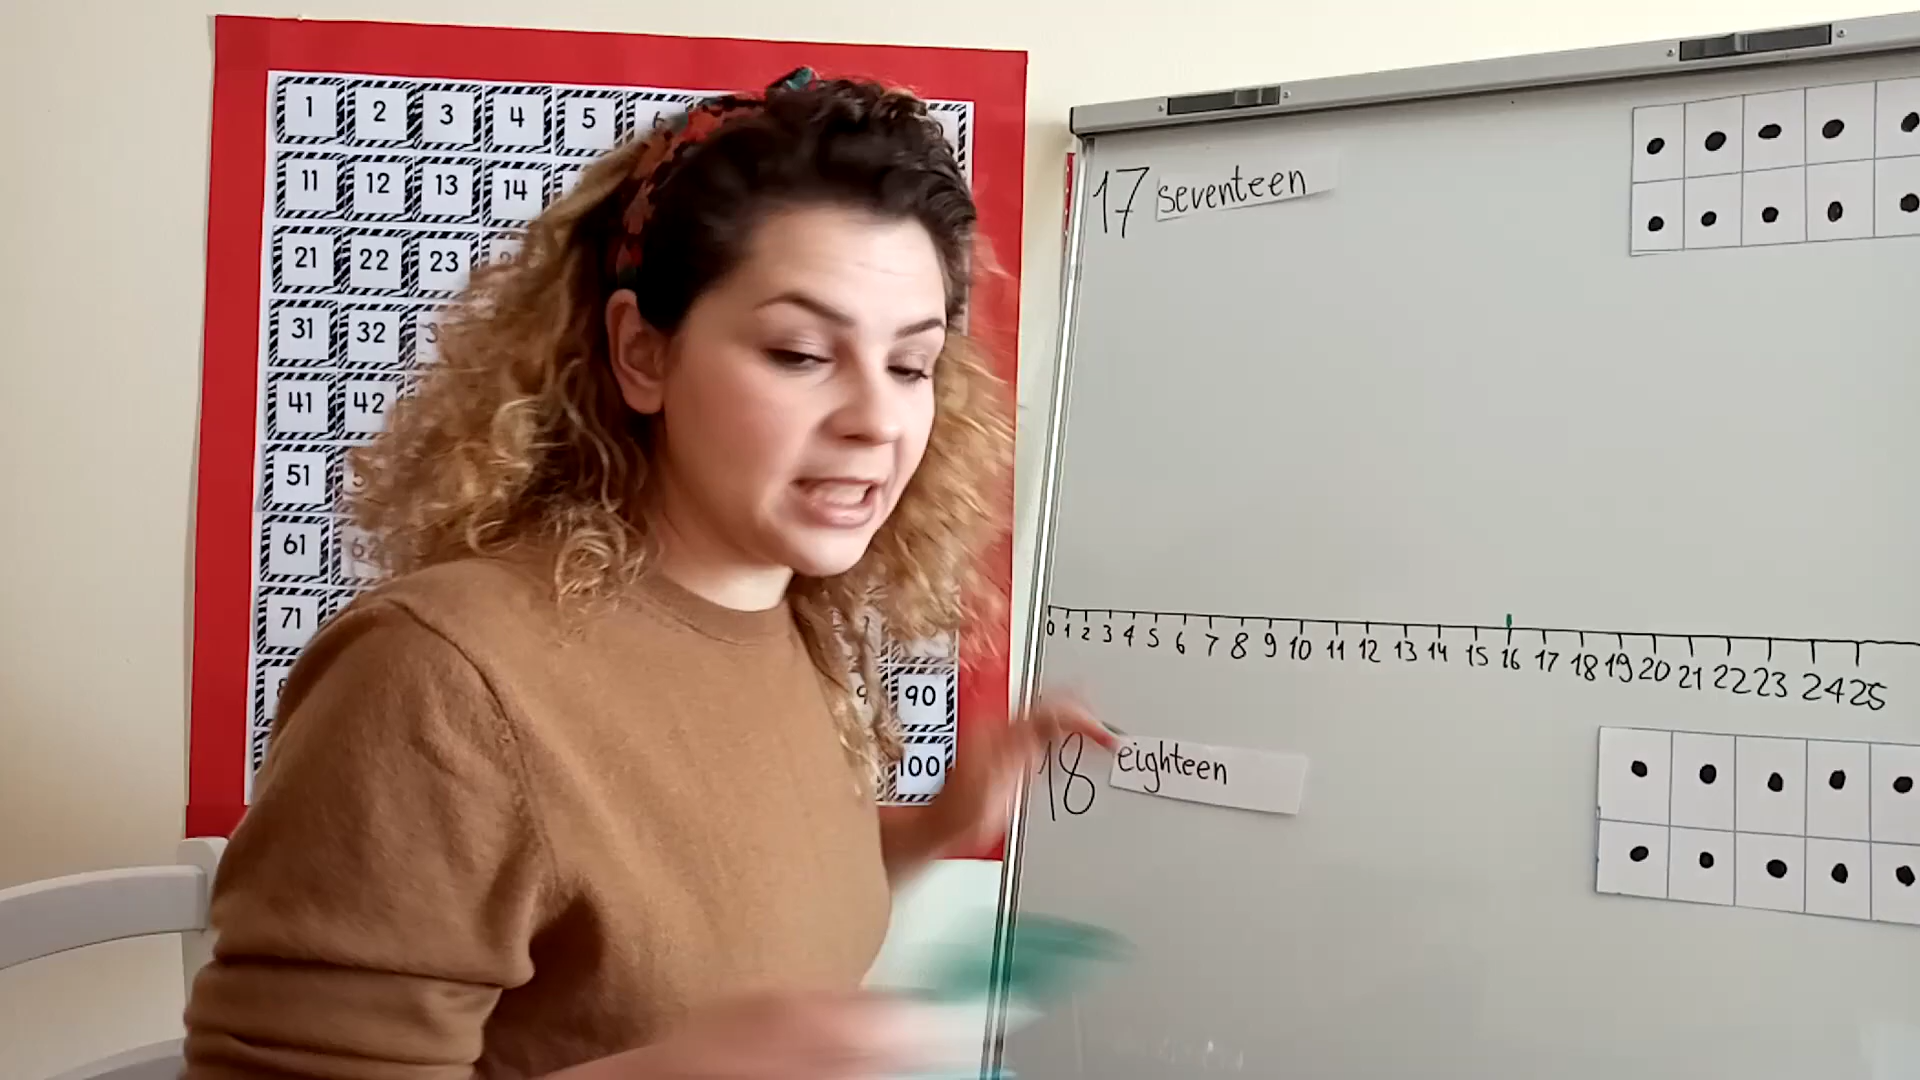 1 2 3 4 5 6
11 12 13 14
21 22 23
31 32
41 42
51
61 62
71
90
100
17 seventeen
0 1 2 3 4 5 6 7 8 9 10 11 12 13 14 15 16 17 18 19 20 21 22 23 24 25
18 eighteen